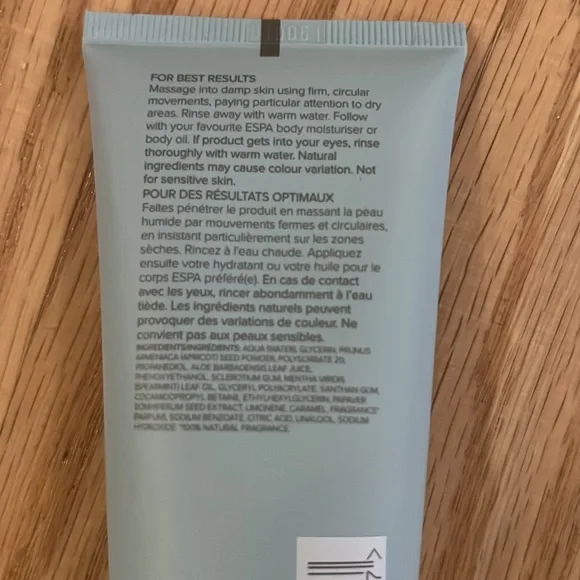 FOR BEST RESULTS
Massage into damp skin using firm, circular
movements, paying particular attention to dry
areas. Rinse away with warm water. Follow
with your favourite ESPA body moisturiser or
body oil. If product gets into your eyes, rinse
thoroughly with warm water. Natural
ingredients may cause colour variation. Not
for sensitive skin.
POUR DES RÉSULTATS OPTIMAUX
Faites pénétrer le produit en massant la peau
humide par mouvements fermes et circulaires,
en insistant particulièrement sur les zones
sèches. Rincez à l'eau chaude. Appliquez
ensuite votre hydratant ou votre huile pour le
corps ESPA préféré(e). En cas de contact
avec les yeux, rincer abondamment à l'eau
tiède. Les ingrédients naturels peuvent
provoquer des variations de couleur. Ne
convient pas aux peaux sensibles.
INGREDIENTS/INGREDIENTS: AQUA (WATER), GLYCERIN, PRUNUS
ARMENIACA (APRICOT) SEED POWDER, POLYSORBATE 20,
PROPANEDIOL, ALOE BARBADENSIS LEAF JUICE,
PHENOXYETHANOL, SCLEROTIUM GUM, MENTHA VIRIDIS
(SPEARMINT) LEAF OIL, GLYCERYL POLYACRYLATE, XANTHAN GUM,
COCAMIDOPROPYL BETAINE, ETHYLHEXYLGLYCERIN, PAPAVER
SOMNIFERUM SEED EXTRACT, LIMONENE, CARAMEL, FRAGRANCE*
(PARFUM), SODIUM BENZOATE, CITRIC ACID, LINALOOL, SODIUM
HYDROXIDE *100% NATURAL FRAGRANCE